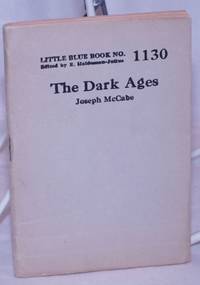 LITTLE BLUE BOOK NO. 1130
Edited by E. Haldeman-Julius
The Dark Ages
Joseph McCabe